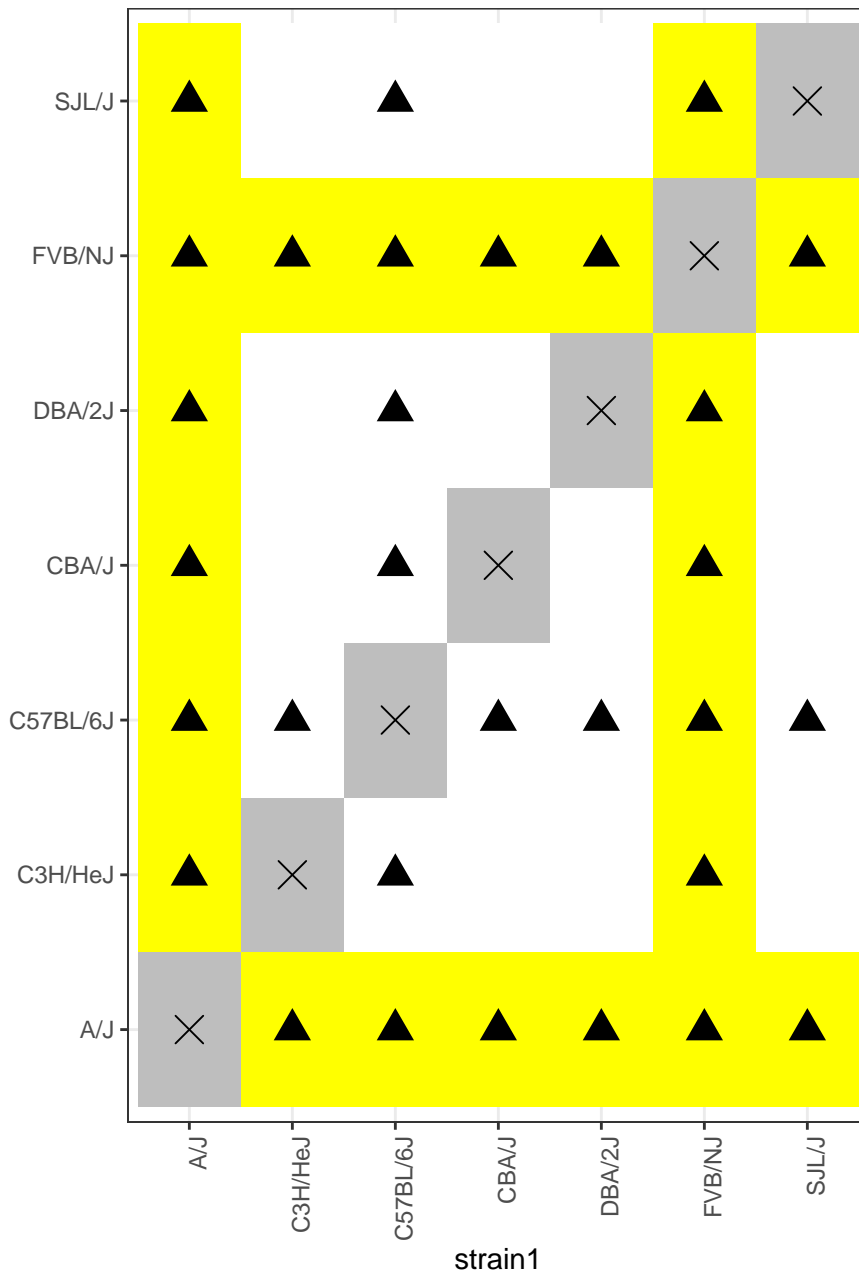 SJL/J
FVB/NJ
DBA/2J
CBA/J
C57BL/6J
C3H/HeJ
A/J
A/J
C3H/HeJ
C57BL/6J
CBA/J
DBA/2J
FVB/NJ
SJL/J
strain1